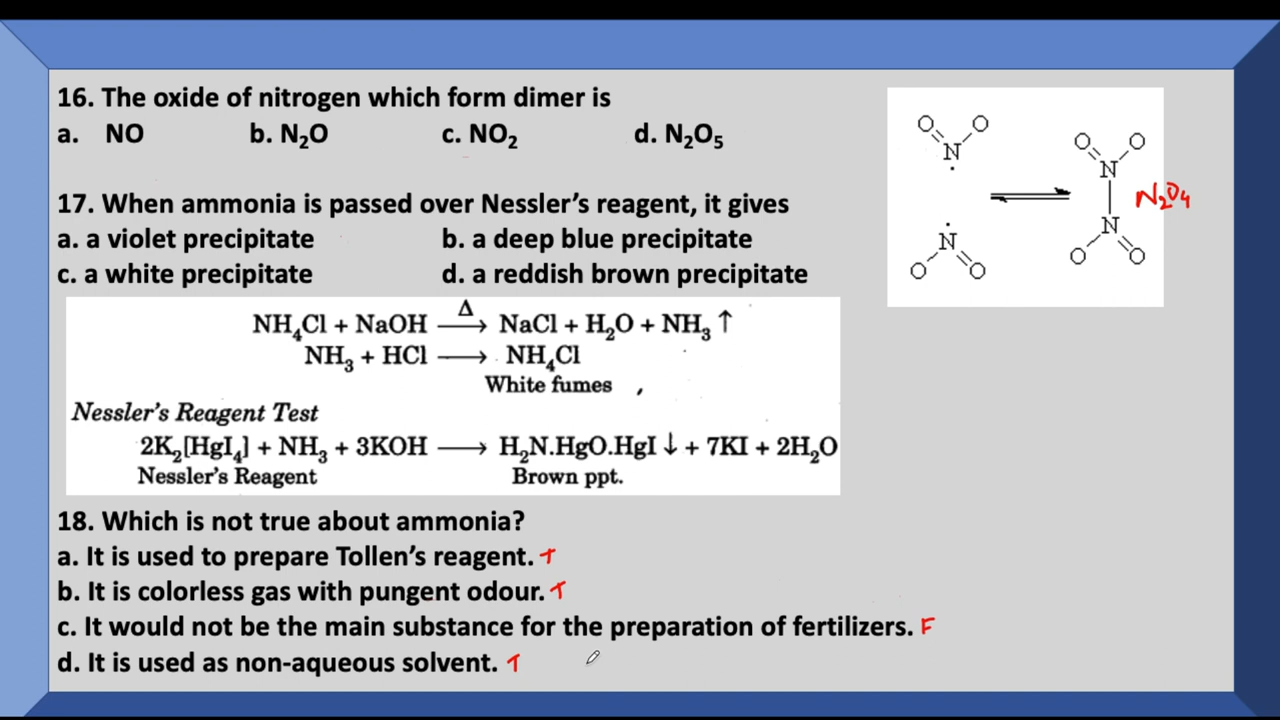 16. The oxide of nitrogen which form dimer is
a. NO b. N₂O c. NO₂ d. N₂O₅
17. When ammonia is passed over Nessler’s reagent, it gives
a. a violet precipitate b. a deep blue precipitate
c. a white precipitate d. a reddish brown precipitate
NH₄Cl + NaOH —Δ→ NaCl + H₂O + NH₃ ↑
NH₃ + HCl ⟶ NH₄Cl
White fumes
Nessler’s Reagent Test
2K₂[HgI₄] + NH₃ + 3KOH ⟶ H₂N.HgO.HgI ↓ + 7KI + 2H₂O
Nessler’s Reagent Brown ppt.
18. Which is not true about ammonia?
a. It is used to prepare Tollen’s reagent. T
b. It is colorless gas with pungent odour. T
c. It would not be the main substance for the preparation of fertilizers. F
d. It is used as non-aqueous solvent. T
O O
N
N
O O
O O
N
N
O O
N₂O₄